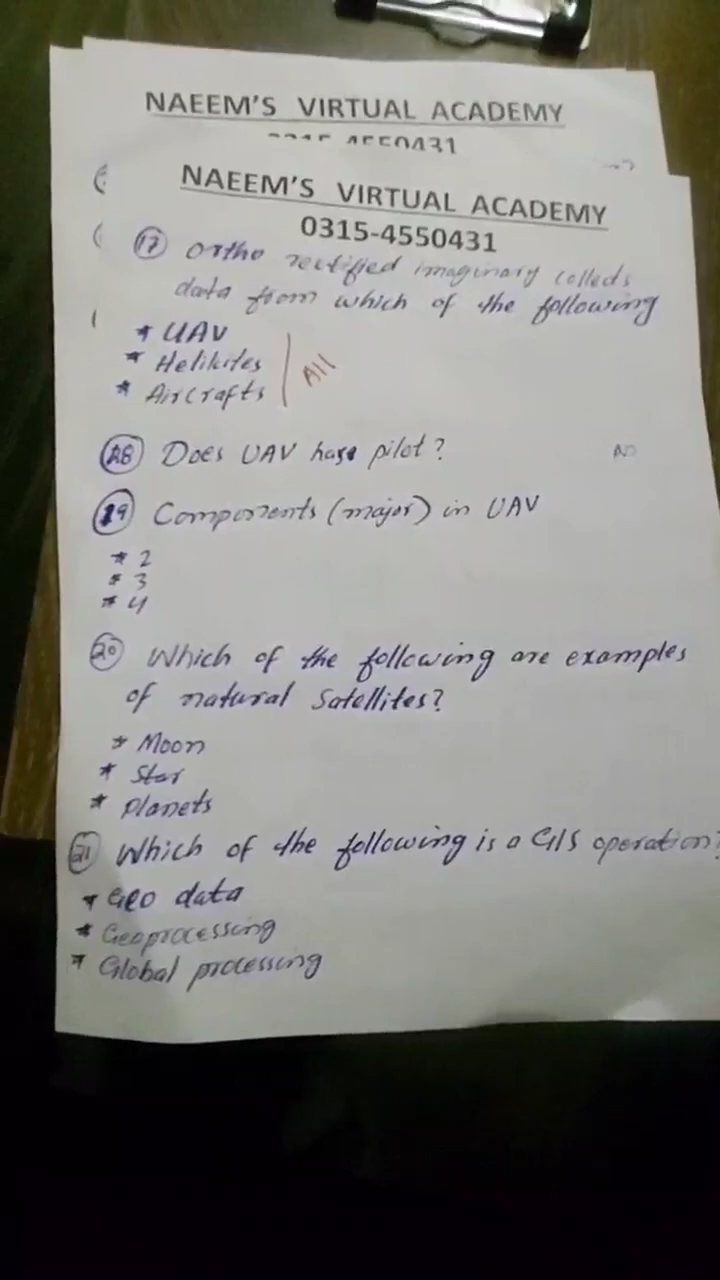 NAEEM'S VIRTUAL ACADEMY
NAEEM'S VIRTUAL ACADEMY
0315-4550431
17 Ortho rectified imaginary collects
data from which of the following
* UAV
* Helikites
* Aircrafts
All
18 Does UAV have pilot? No
19 Components (major) in UAV
* 2
* 3
* 4
20 Which of the following are examples
of natural Satellites?
* Moon
* Star
* Planets
21 Which of the following is a GIS operation?
* Geo data
* Geoprocessing
* Global processing